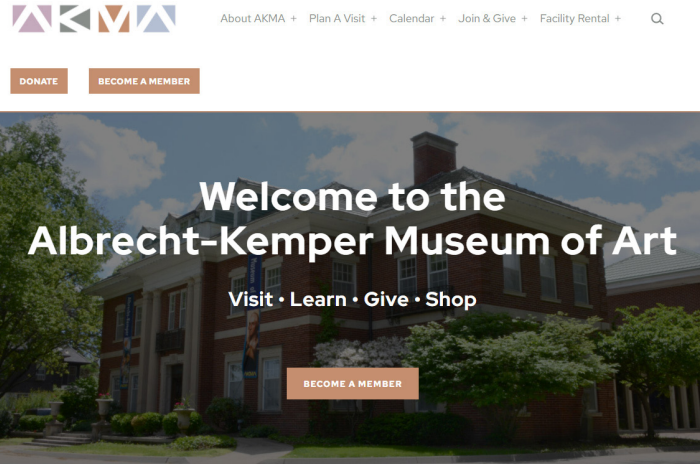 AKMA
About AKMA + Plan A Visit + Calendar + Join & Give + Facility Rental +
DONATE BECOME A MEMBER
Welcome to the
Albrecht-Kemper Museum of Art
Visit • Learn • Give • Shop
BECOME A MEMBER